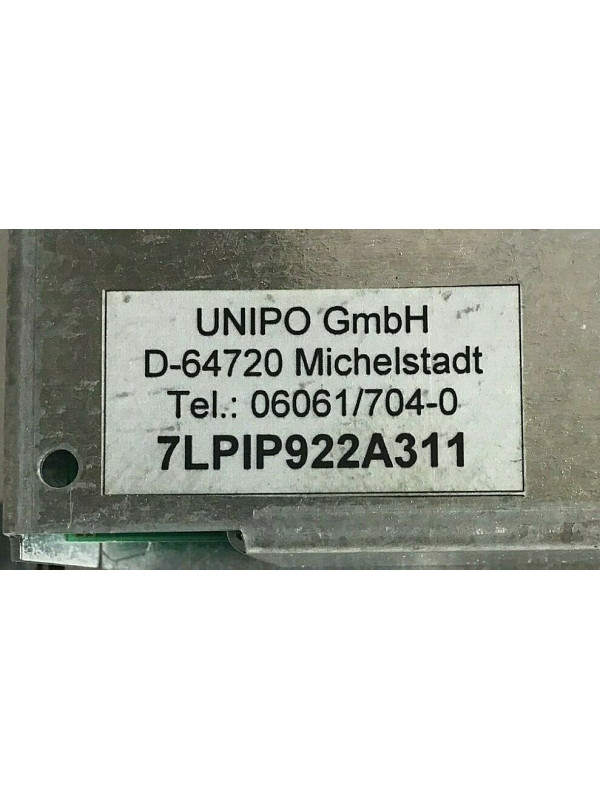 UNIPO GmbH
D-64720 Michelstadt
Tel.: 06061/704-0
7LPIP922A311